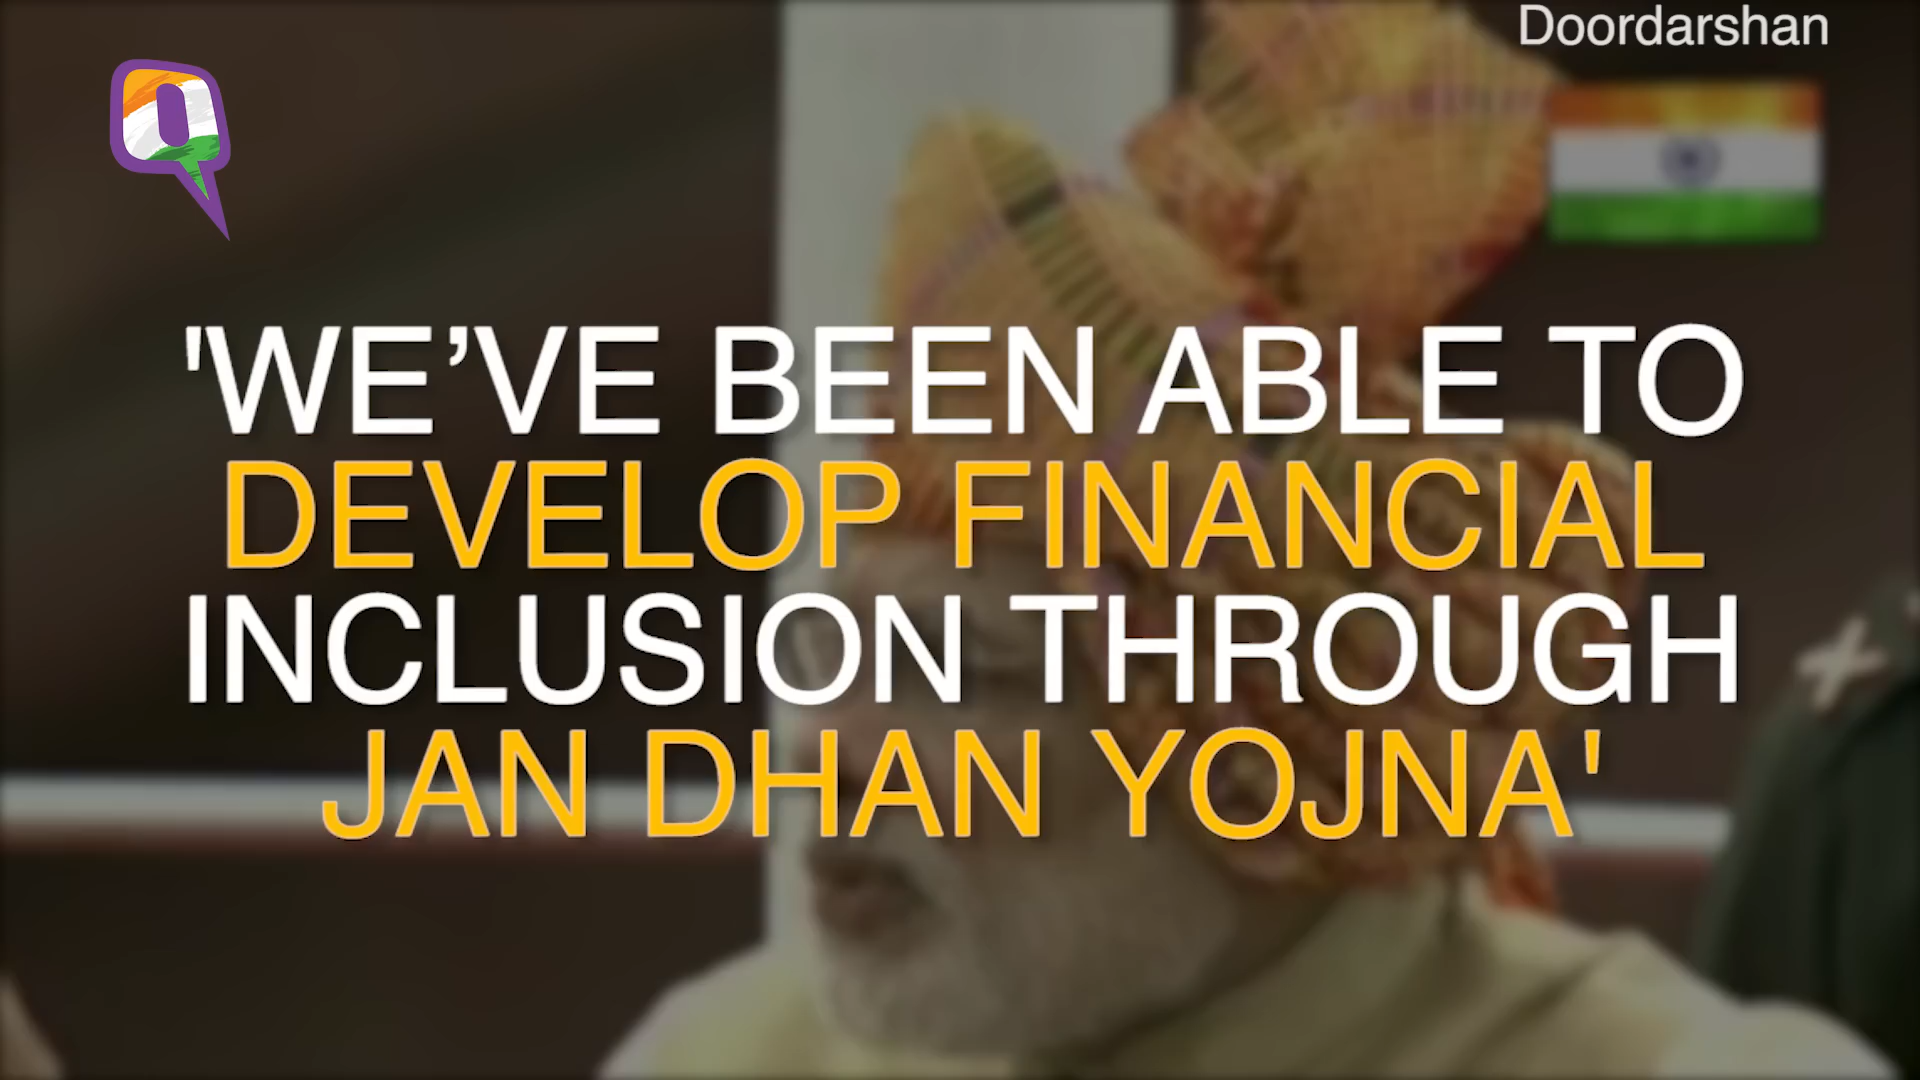 Doordarshan
Q
'WE’VE BEEN ABLE TO
DEVELOP FINANCIAL
INCLUSION THROUGH
JAN DHAN YOJNA'